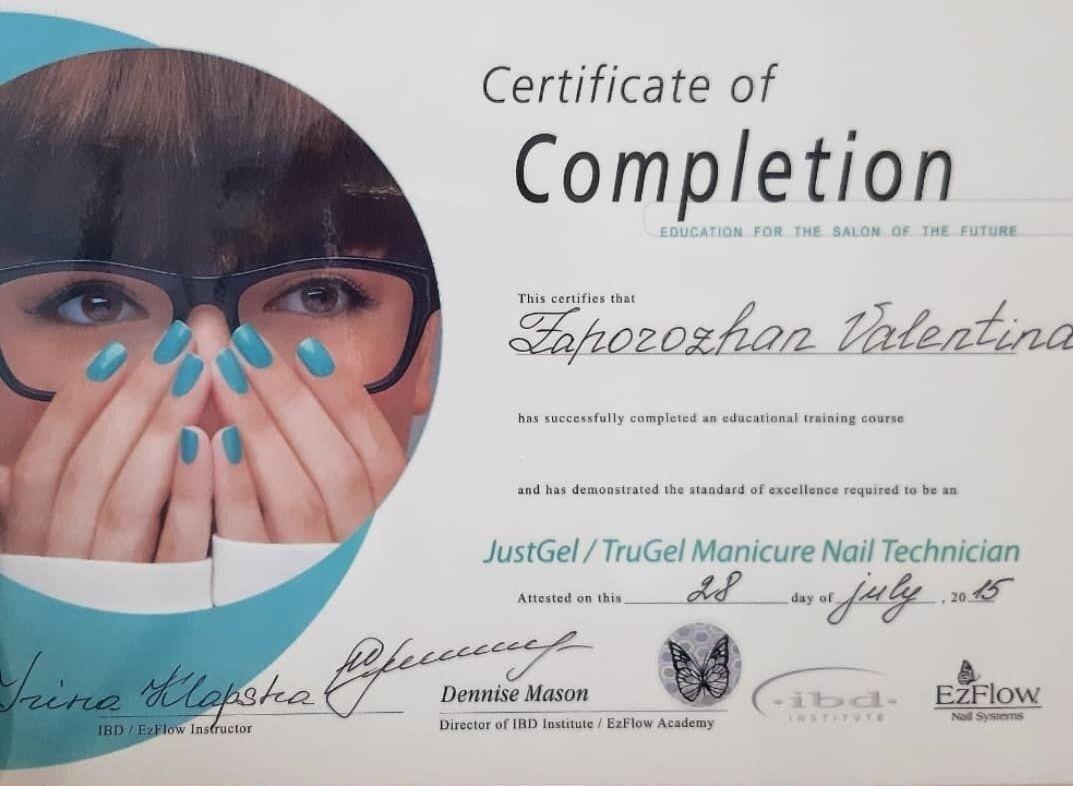 Certificate of
Completion
EDUCATION FOR THE SALON OF THE FUTURE
This certifies that
Zaporozhan Valentina
has successfully completed an educational training course
and has demonstrated the standard of excellence required to be an
JustGel / TruGel Manicure Nail Technician
Attested on this 28 day of july, 2015
Irina Klapstra
IBD / EzFlow Instructor
Dennise Mason
Director of IBD Institute / EzFlow Academy
ibd
INSTITUTE
EzFlow
Nail Systems